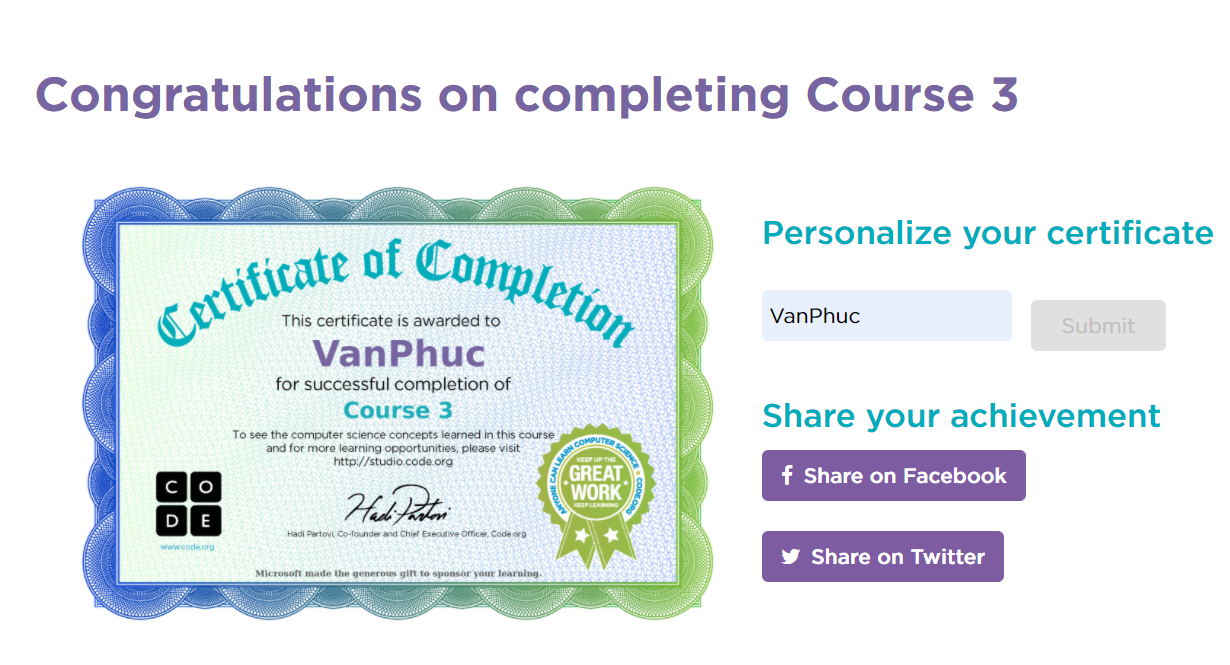 Congratulations on completing Course 3
Certificate of Completion
This certificate is awarded to
VanPhuc
for successful completion of
Course 3
To see the computer science concepts learned in this course
and for more learning opportunities, please visit
http://studio.code.org
C O
D E
www.code.org
Hadi Partovi
Hadi Partovi, Co-founder and Chief Executive Officer, Code.org
ANYONE CAN LEARN COMPUTER SCIENCE • CODE.ORG
KEEP UP THE
GREAT
WORK
KEEP LEARNING
Microsoft made the generous gift to sponsor your learning.
Personalize your certificate
VanPhuc
Submit
Share your achievement
Share on Facebook
Share on Twitter